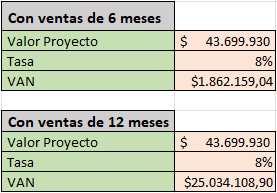 Con ventas de 6 meses
Valor Proyecto $ 43.699.930
Tasa 8%
VAN $1.862.159,04
Con ventas de 12 meses
Valor Proyecto $ 43.699.930
Tasa 8%
VAN $25.034.108,90